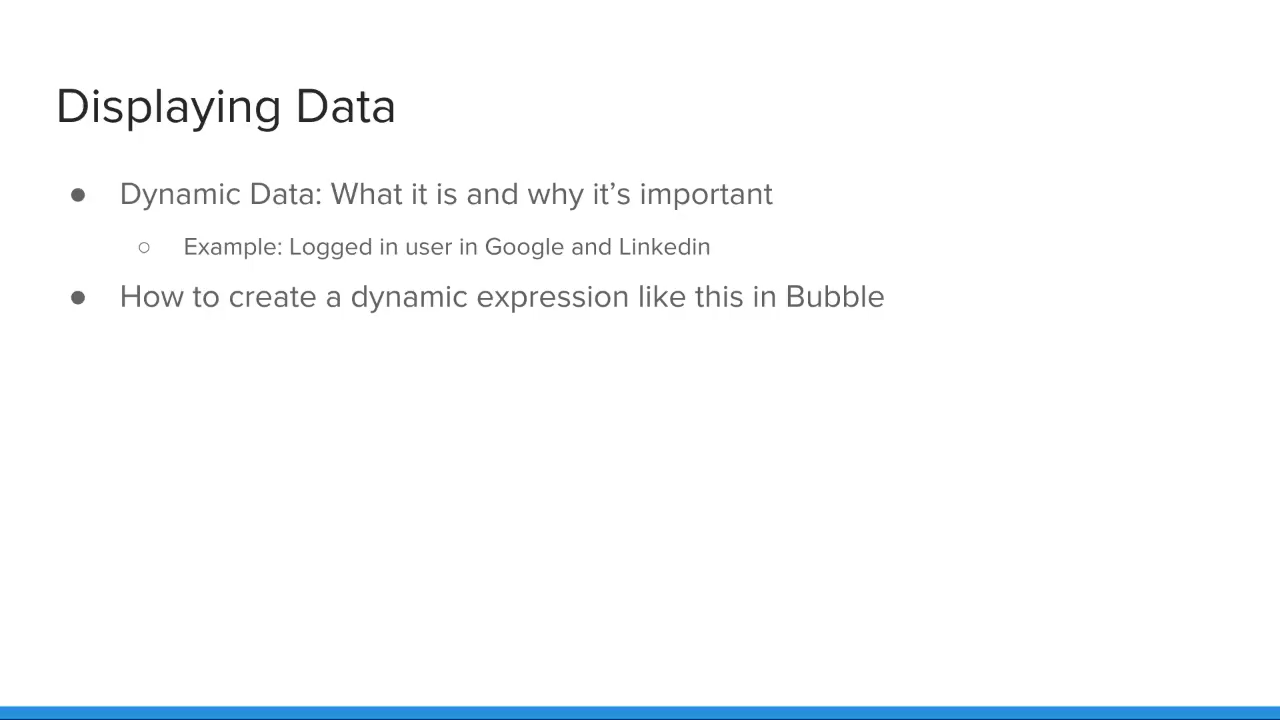 Displaying Data
● Dynamic Data: What it is and why it’s important
○ Example: Logged in user in Google and Linkedin
● How to create a dynamic expression like this in Bubble